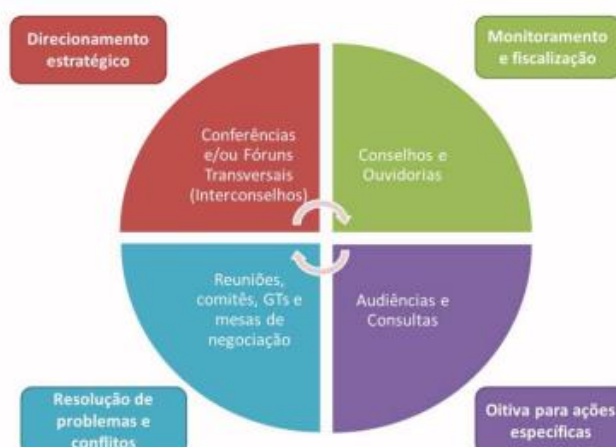 Direcionamento
estratégico
Monitoramento
e fiscalização
Conferências
e/ou Fóruns
Transversais
(Interconselhos)
Conselhos e
Ouvidorias
Reuniões,
comitês, GTs e
mesas de
negociação
Audiências e
Consultas
Resolução de
problemas e
conflitos
Oitiva para ações
específicas